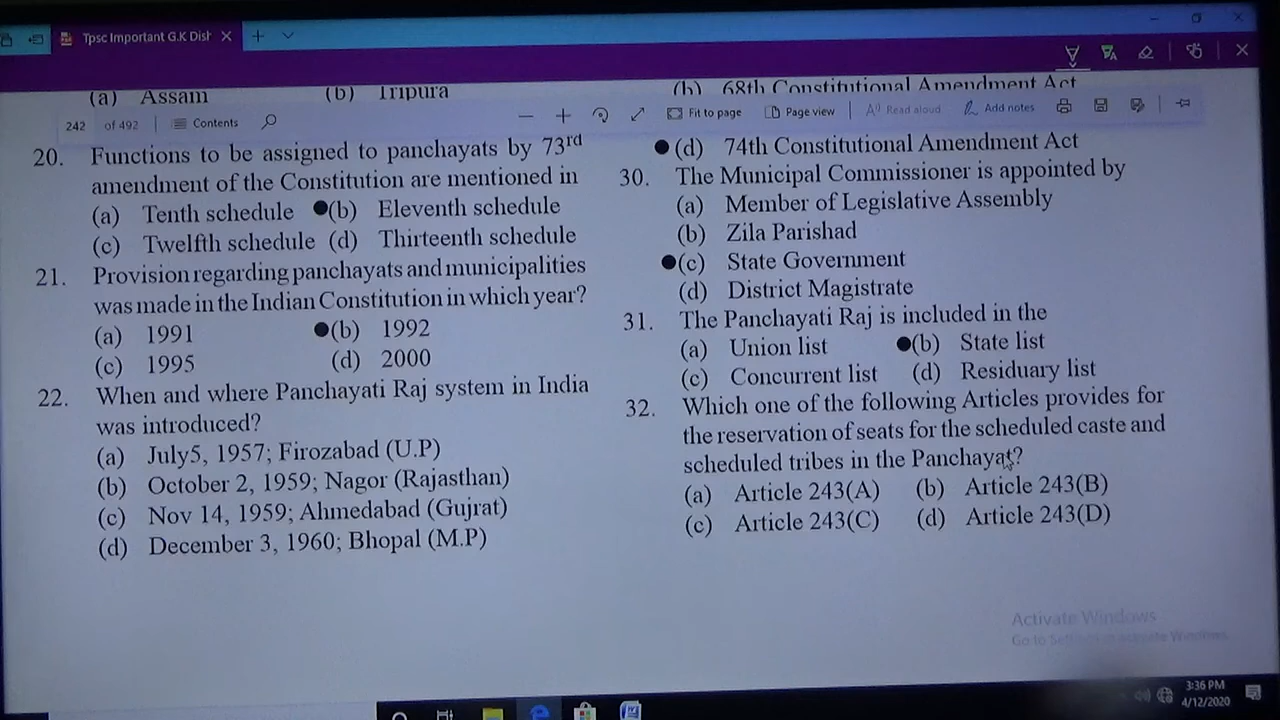 Tpsc Important G.K Dist
242 of 492 Contents Fit to page Page view Read aloud Add notes
(a) Assam (b) Tripura
20. Functions to be assigned to panchayats by 73rd
amendment of the Constitution are mentioned in
(a) Tenth schedule (b) Eleventh schedule
(c) Twelfth schedule (d) Thirteenth schedule
21. Provision regarding panchayats and municipalities
was made in the Indian Constitution in which year?
(a) 1991 (b) 1992
(c) 1995 (d) 2000
22. When and where Panchayati Raj system in India
was introduced?
(a) July5, 1957; Firozabad (U.P)
(b) October 2, 1959; Nagor (Rajasthan)
(c) Nov 14, 1959; Ahmedabad (Gujrat)
(d) December 3, 1960; Bhopal (M.P)
(b) 68th Constitutional Amendment Act
(d) 74th Constitutional Amendment Act
30. The Municipal Commissioner is appointed by
(a) Member of Legislative Assembly
(b) Zila Parishad
(c) State Government
(d) District Magistrate
31. The Panchayati Raj is included in the
(a) Union list (b) State list
(c) Concurrent list (d) Residuary list
32. Which one of the following Articles provides for
the reservation of seats for the scheduled caste and
scheduled tribes in the Panchayat?
(a) Article 243(A) (b) Article 243(B)
(c) Article 243(C) (d) Article 243(D)
Activate Windows
Go to Settings to activate Windows.
3:36 PM
4/12/2020